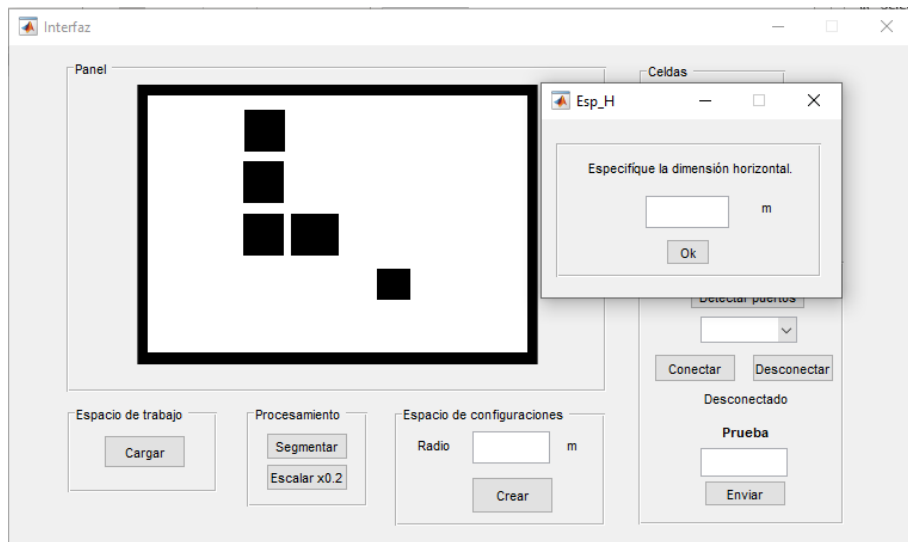 Interfaz
Panel
Celdas
Esp_H
Especifíque la dimensión horizontal.
m
Ok
Detectar puertos
Conectar
Desconectar
Desconectado
Prueba
Enviar
Espacio de trabajo
Cargar
Procesamiento
Segmentar
Escalar x0.2
Espacio de configuraciones
Radio
m
Crear